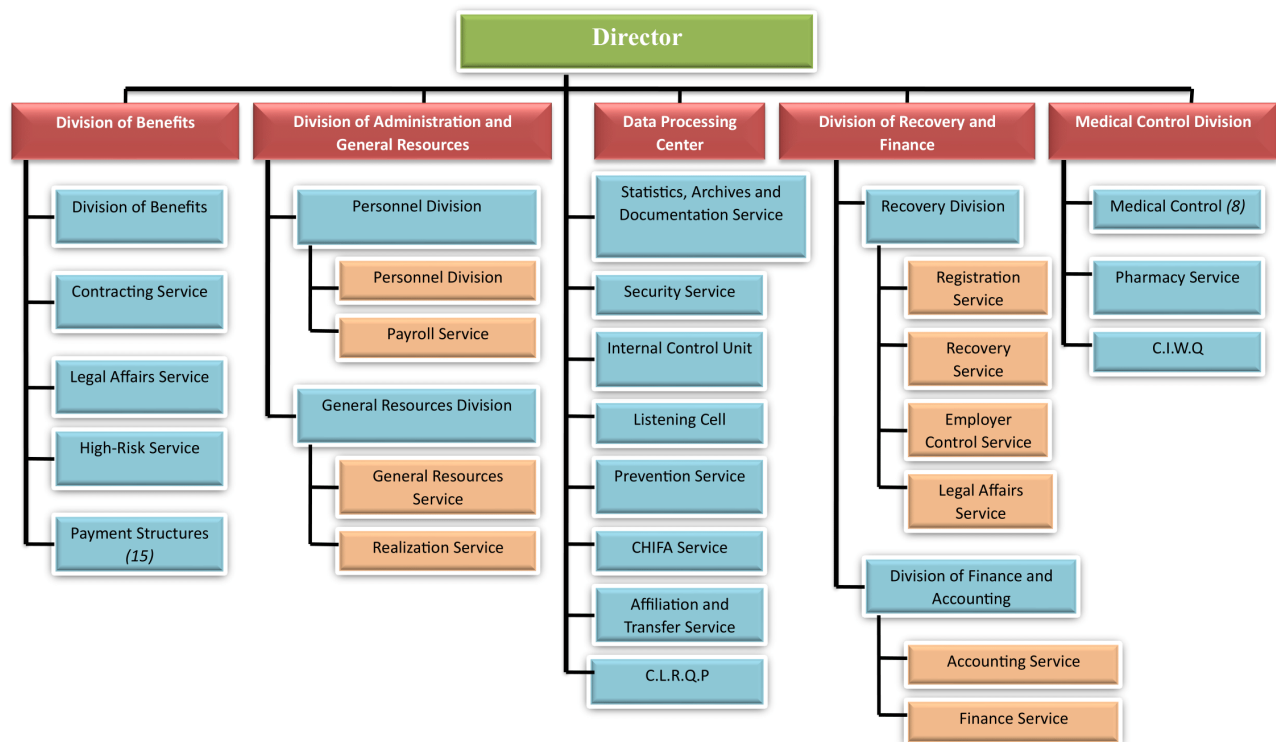 Director
Division of Benefits
Division of Administration and
General Resources
Data Processing
Center
Division of Recovery and
Finance
Medical Control Division
Division of Benefits
Contracting Service
Legal Affairs Service
High-Risk Service
Payment Structures
(15)
Personnel Division
Personnel Division
Payroll Service
General Resources Division
General Resources
Service
Realization Service
Statistics, Archives and
Documentation Service
Security Service
Internal Control Unit
Listening Cell
Prevention Service
CHIFA Service
Affiliation and
Transfer Service
C.L.R.Q.P
Recovery Division
Registration
Service
Recovery
Service
Employer
Control Service
Legal Affairs
Service
Division of Finance and
Accounting
Accounting Service
Finance Service
Medical Control (8)
Pharmacy Service
C.I.W.Q